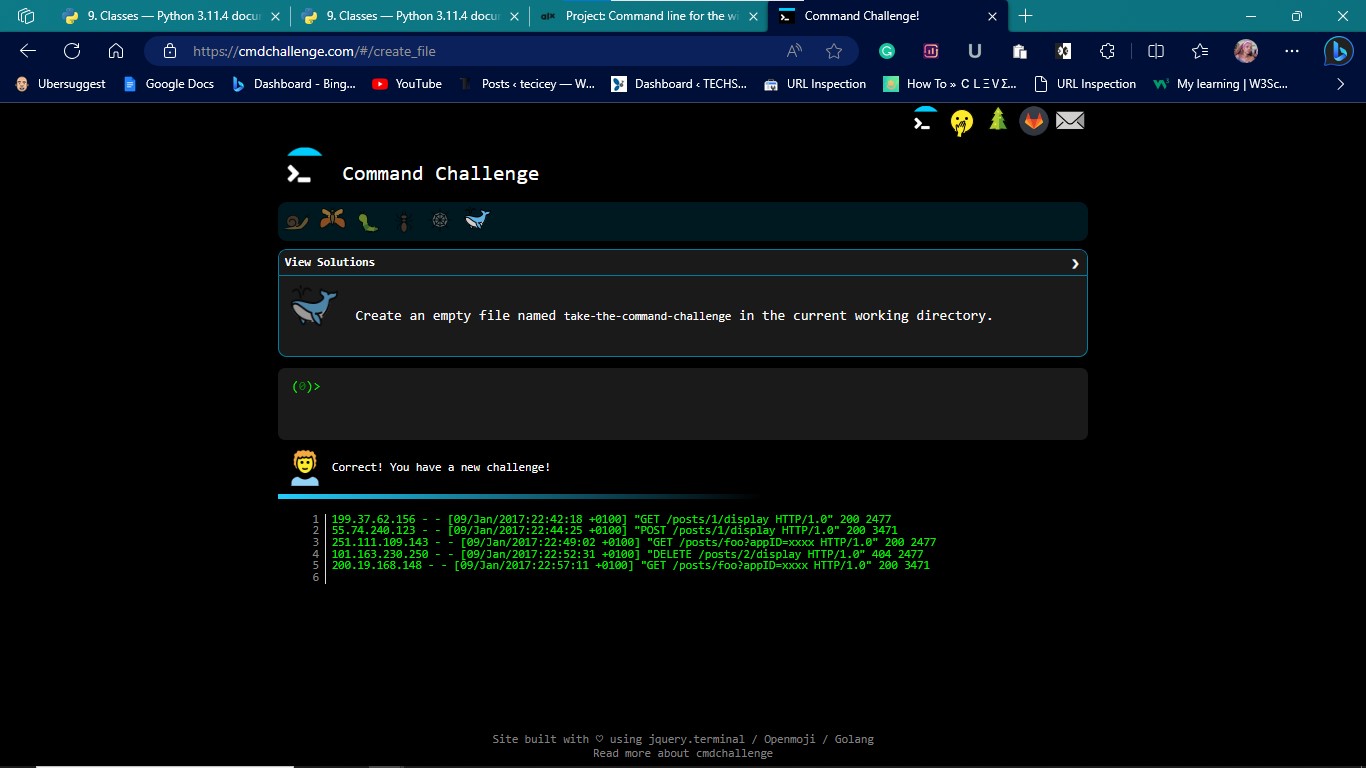 9. Classes — Python 3.11.4 docum
9. Classes — Python 3.11.4 docum
alx
Project: Command line for the wi
Command Challenge!
https://cmdchallenge.com/#/create_file
Ubersuggest
Google Docs
Dashboard - Bing...
YouTube
Posts ‹ tecicey — W...
Dashboard ‹ TECHS...
URL Inspection
How To » C L Ξ V Σ...
URL Inspection
My learning | W3Sc...
Command Challenge
View Solutions
Create an empty file named take-the-command-challenge in the current working directory.
(0)>
Correct! You have a new challenge!
1 199.37.62.156 - - [09/Jan/2017:22:42:18 +0100] "GET /posts/1/display HTTP/1.0" 200 2477
2 55.74.240.123 - - [09/Jan/2017:22:44:25 +0100] "POST /posts/1/display HTTP/1.0" 200 3471
3 251.111.109.143 - - [09/Jan/2017:22:49:02 +0100] "GET /posts/foo?appID=xxxx HTTP/1.0" 200 2477
4 101.163.230.250 - - [09/Jan/2017:22:52:31 +0100] "DELETE /posts/2/display HTTP/1.0" 404 2477
5 200.19.168.148 - - [09/Jan/2017:22:57:11 +0100] "GET /posts/foo?appID=xxxx HTTP/1.0" 200 3471
6
Site built with ♡ using jquery.terminal / Openmoji / Golang
Read more about cmdchallenge